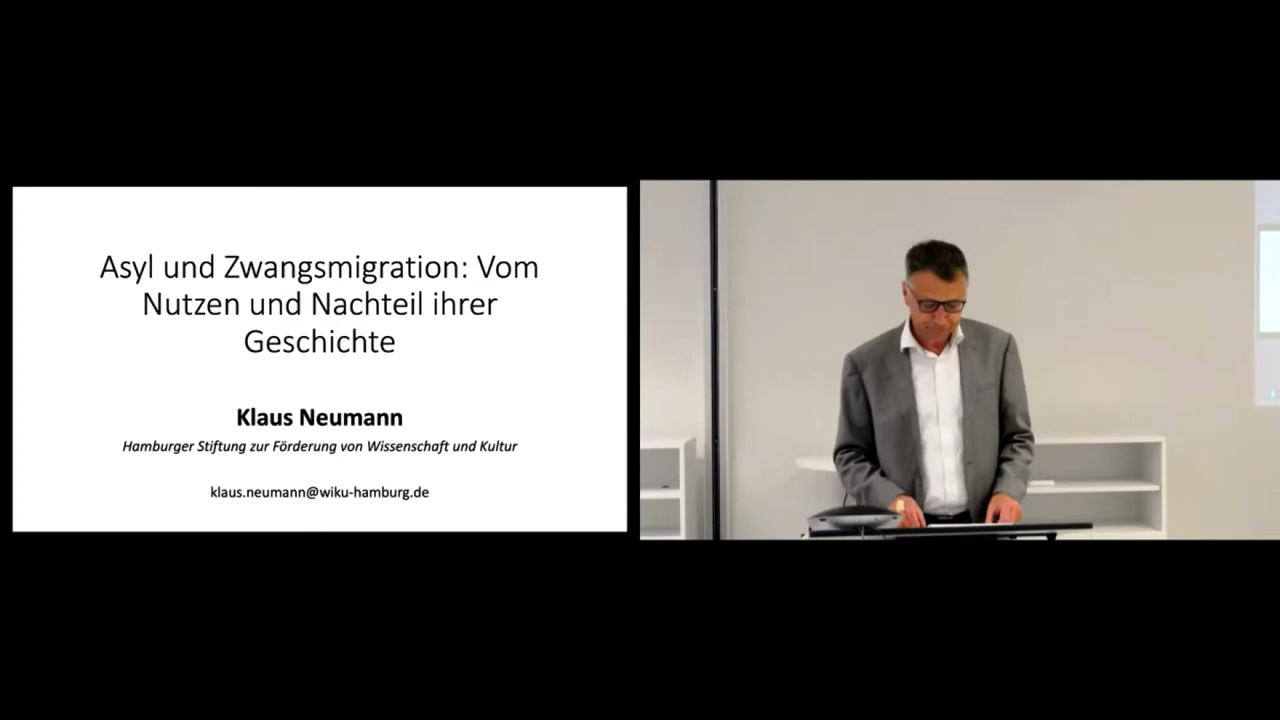 Asyl und Zwangsmigration: Vom
Nutzen und Nachteil ihrer
Geschichte
Klaus Neumann
Hamburger Stiftung zur Förderung von Wissenschaft und Kultur
klaus.neumann@wiku-hamburg.de